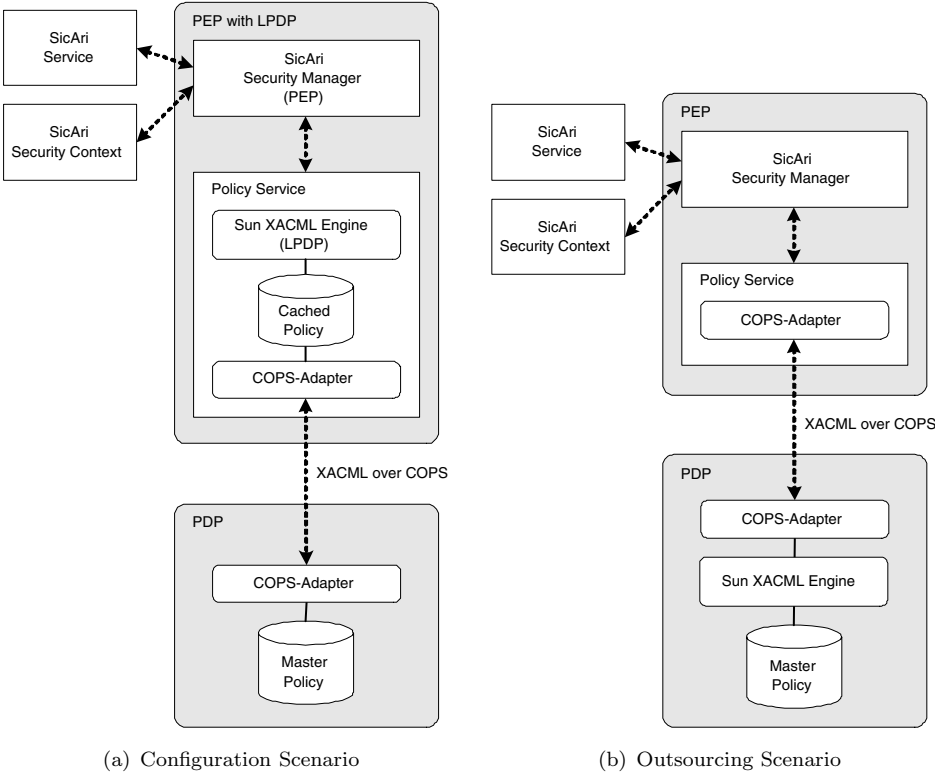 PEP with LPDP
SicAri
Service
SicAri
Security Manager
(PEP)
SicAri
Security Context
Policy Service
Sun XACML Engine
(LPDP)
Cached
Policy
COPS-Adapter
XACML over COPS
PDP
COPS-Adapter
Master
Policy
(a) Configuration Scenario
PEP
SicAri
Service
SicAri
Security Manager
SicAri
Security Context
Policy Service
COPS-Adapter
XACML over COPS
PDP
COPS-Adapter
Sun XACML Engine
Master
Policy
(b) Outsourcing Scenario